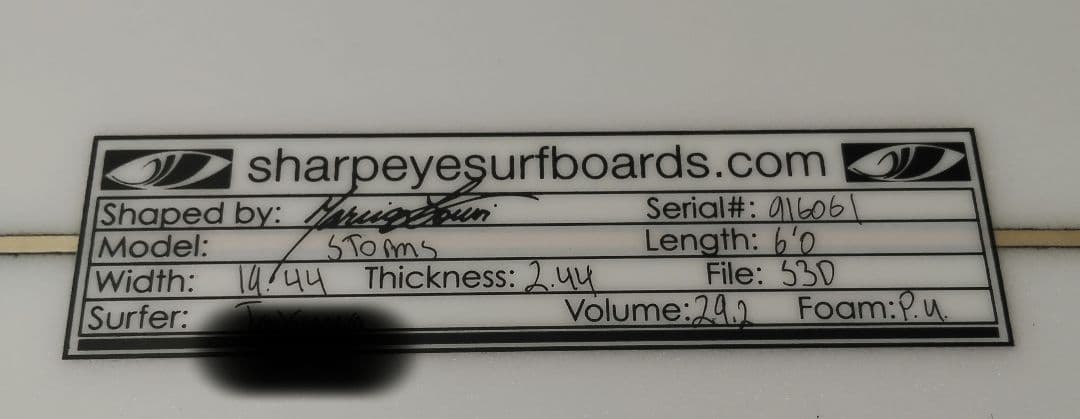 sharpeyesurfboards.com
Shaped by: Serial#: 916061
Model: STORMS Length: 6'0
Width: 19.44 Thickness: 2.44 File: S3D
Surfer: Volume: 29.2 Foam: P.U.